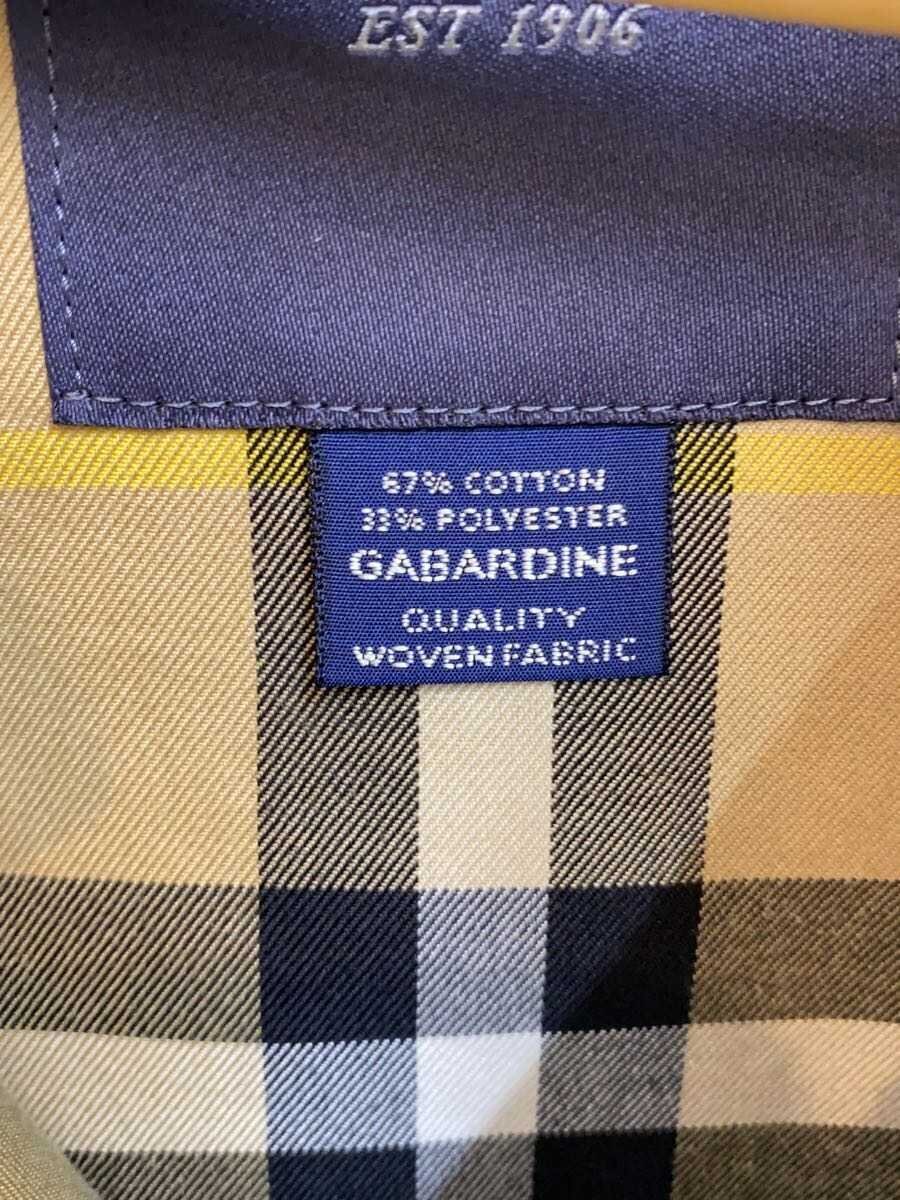 EST 1906
67% COTTON
33% POLYESTER
GABARDINE
QUALITY
WOVEN FABRIC